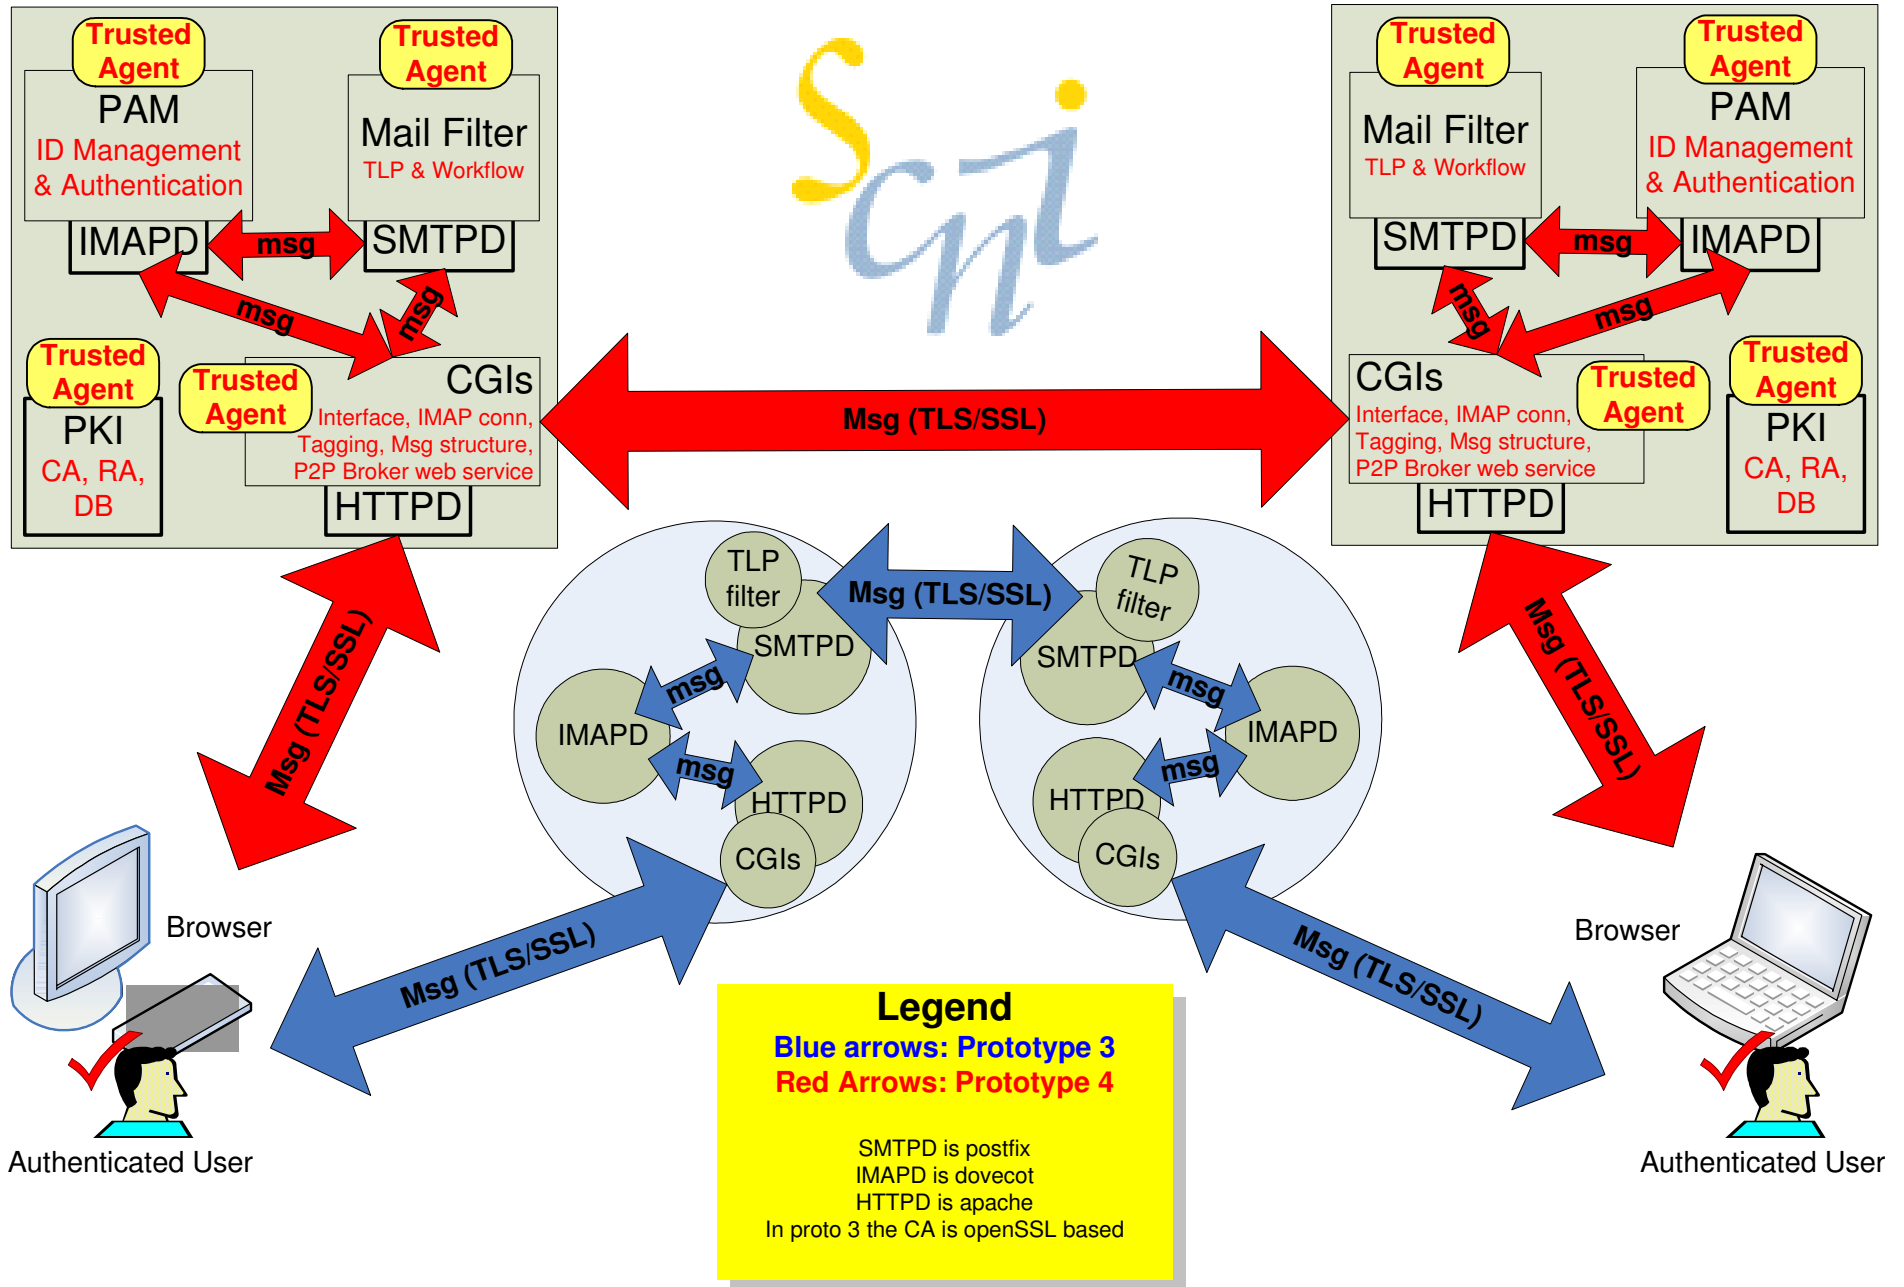 Trusted
Agent
PAM
ID Management
& Authentication
IMAPD
Trusted
Agent
Mail Filter
TLP & Workflow
SMTPD
msg
msg
msg
Trusted
Agent
PKI
CA, RA,
DB
Trusted
Agent
CGIs
Interface, IMAP conn,
Tagging, Msg structure,
P2P Broker web service
HTTPD
Scni
Msg (TLS/SSL)
Trusted
Agent
Mail Filter
TLP & Workflow
SMTPD
Trusted
Agent
PAM
ID Management
& Authentication
IMAPD
msg
msg
msg
CGIs
Interface, IMAP conn,
Tagging, Msg structure,
P2P Broker web service
HTTPD
Trusted
Agent
Trusted
Agent
PKI
CA, RA,
DB
Msg (TLS/SSL)
TLP
filter
SMTPD
msg
IMAPD
msg
HTTPD
CGIs
Msg (TLS/SSL)
TLP
filter
SMTPD
msg
IMAPD
msg
HTTPD
CGIs
Msg (TLS/SSL)
Browser
Authenticated User
Msg (TLS/SSL)
Msg (TLS/SSL)
Browser
Authenticated User
Legend
Blue arrows: Prototype 3
Red Arrows: Prototype 4
SMTPD is postfix
IMAPD is dovecot
HTTPD is apache
In proto 3 the CA is openSSL based